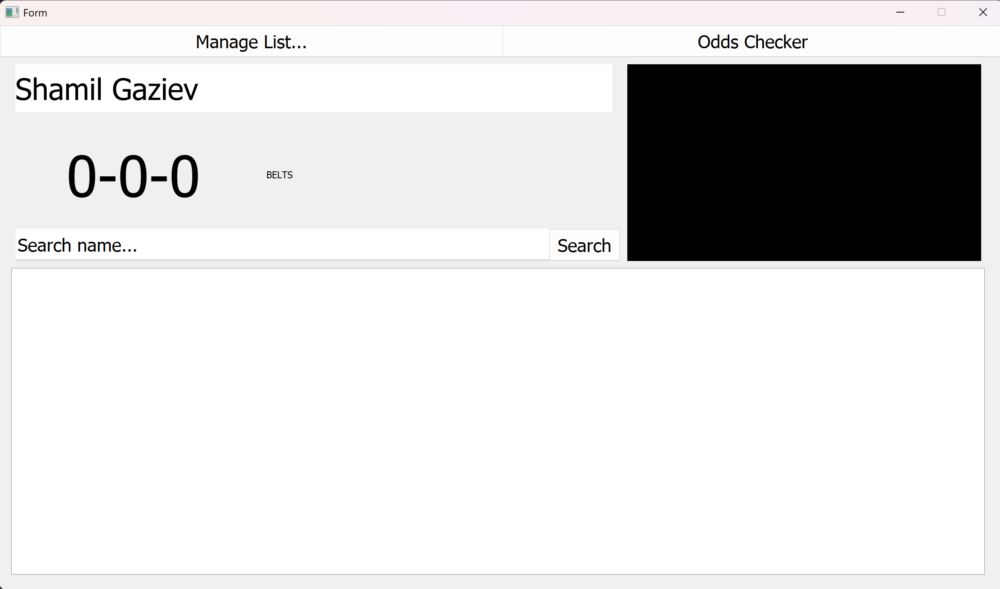 Form
Manage List...
Odds Checker
Shamil Gaziev
0-0-0
BELTS
Search name...
Search